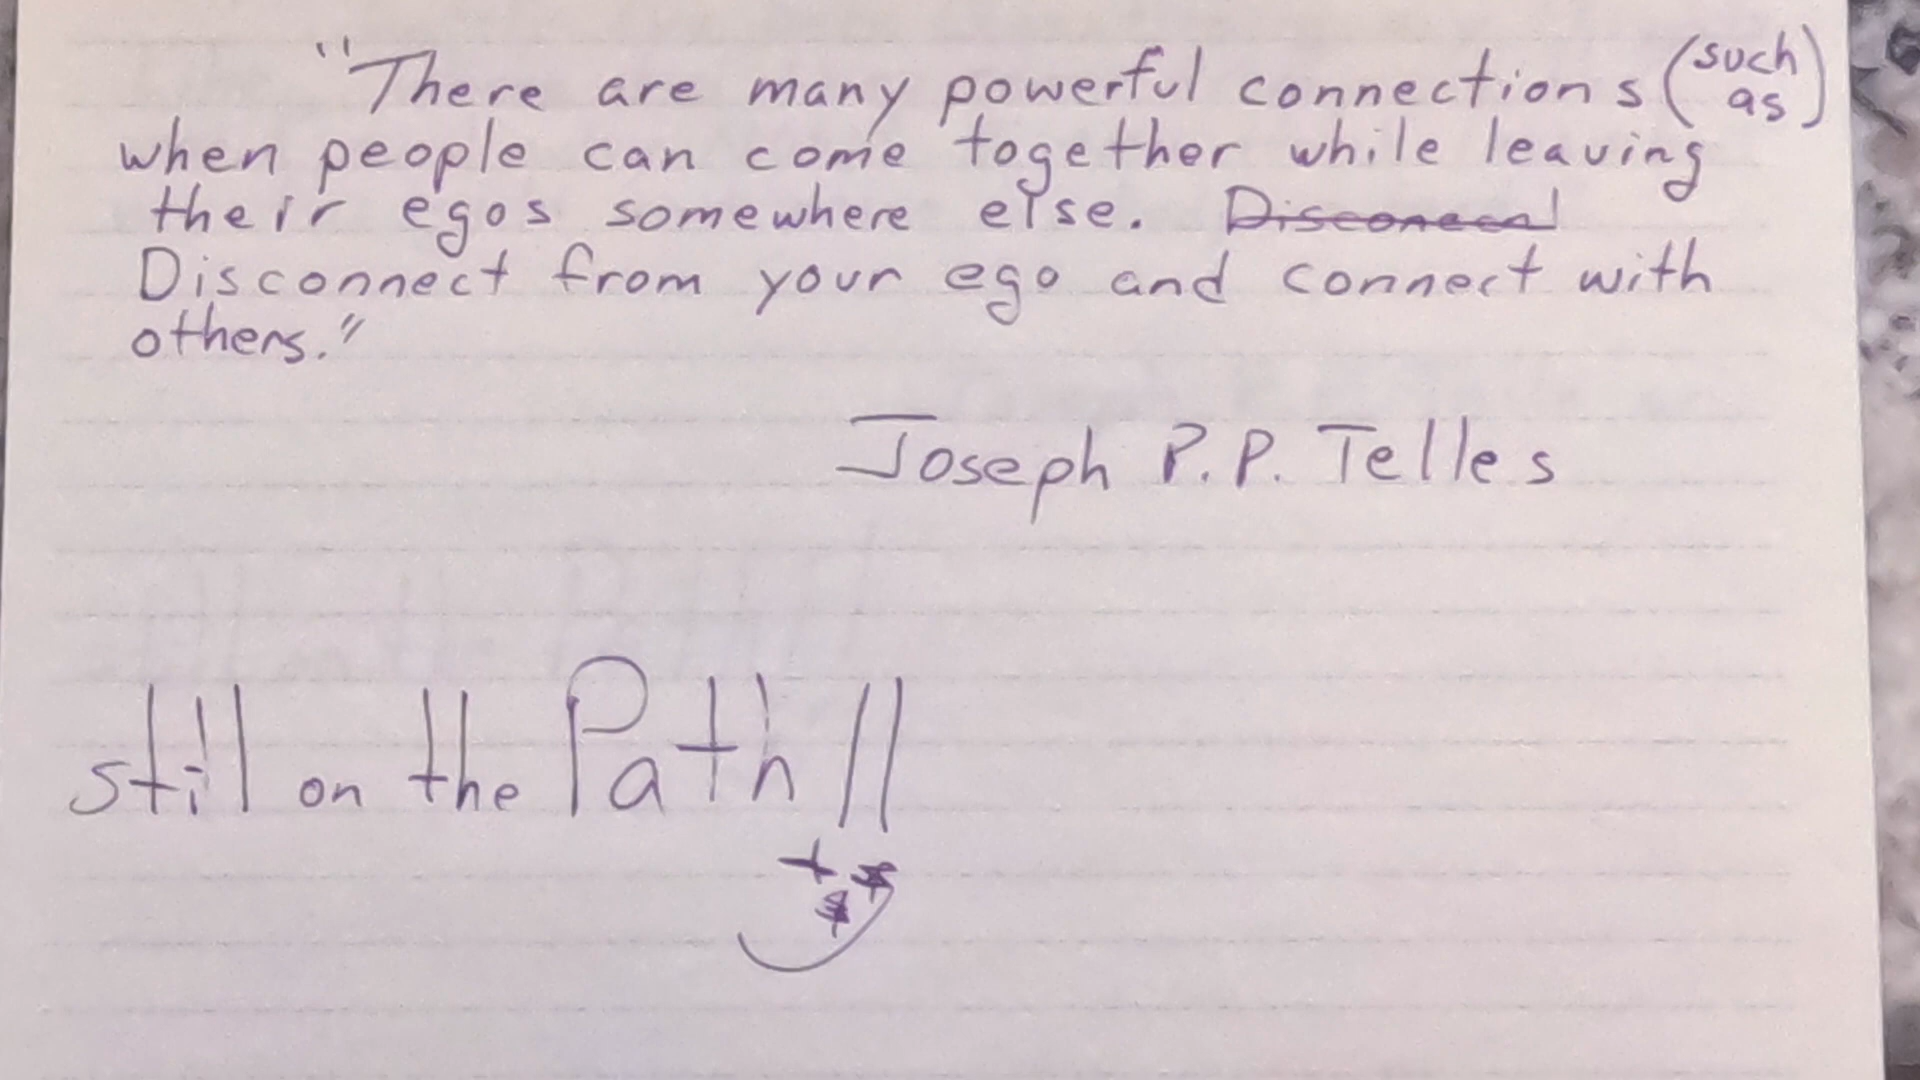 "There are many powerful connections (such as)
when people can come together while leaving
their egos somewhere else.
Disconnect from your ego and connect with
others."
Joseph P.P. Telles
still on the Path !!